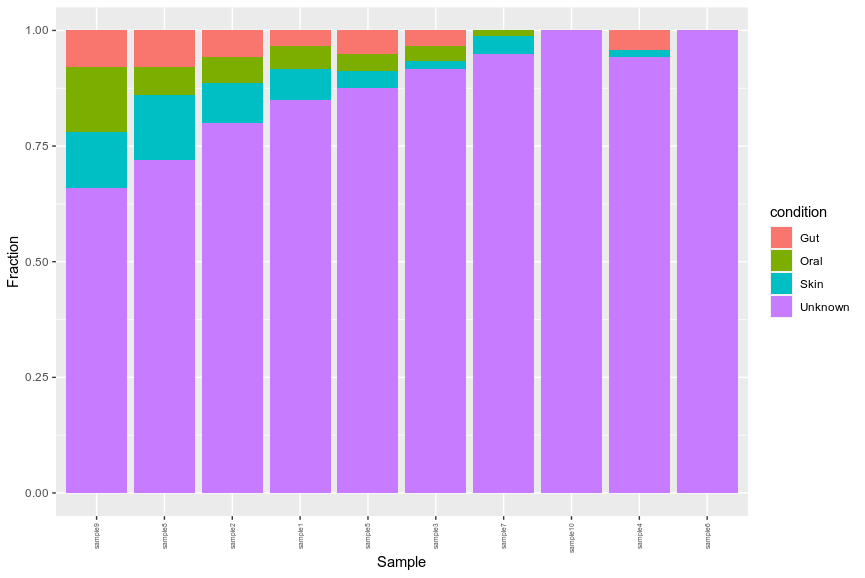 1.00
0.75
0.50
0.25
0.00
Fraction
sample9
sample8
sample2
sample1
sample5
sample3
sample7
sample10
sample4
sample6
Sample
condition
Gut
Oral
Skin
Unknown